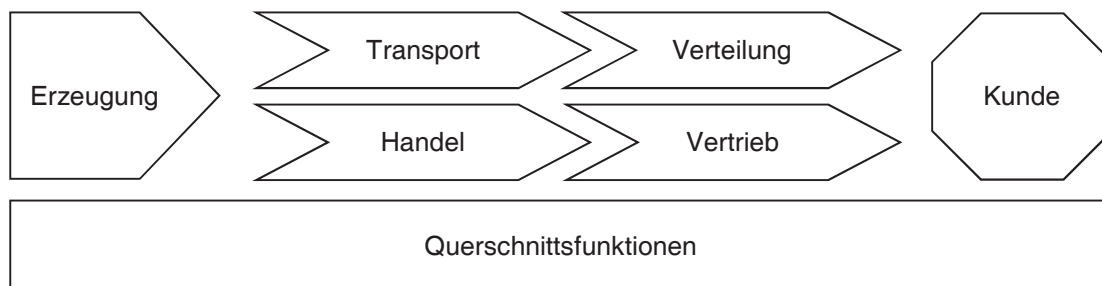 Erzeugung
Transport
Verteilung
Handel
Vertrieb
Kunde
Querschnittsfunktionen